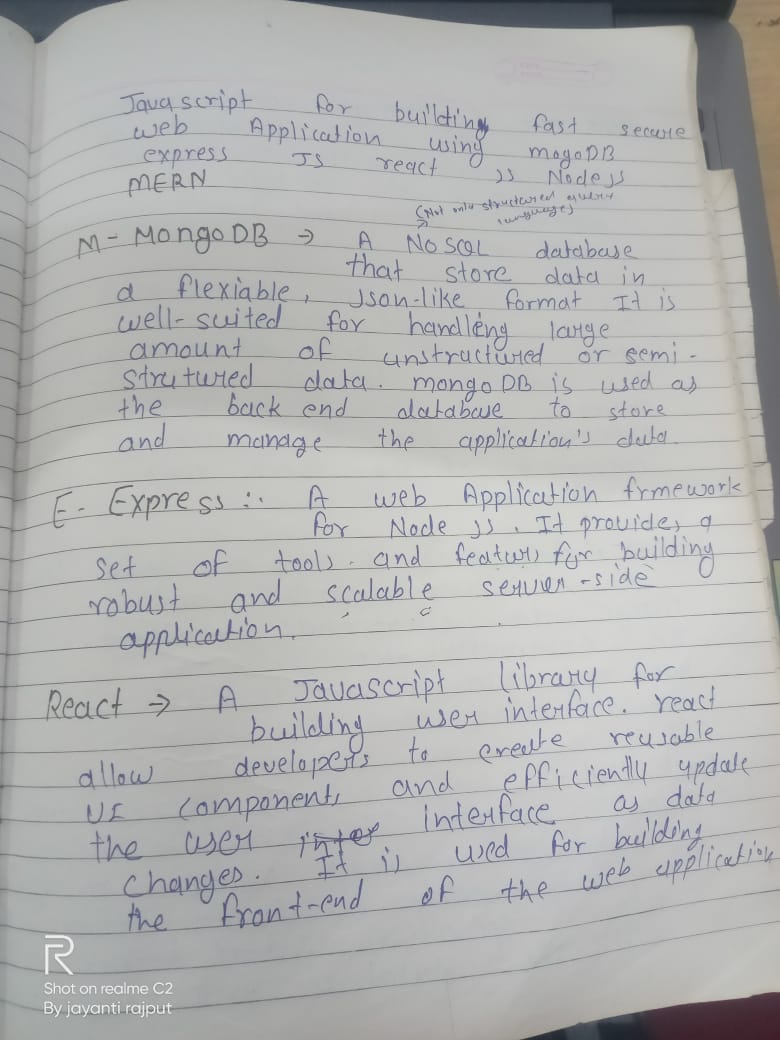 Javascript for building fast secure
web Application using mogoDB
express JS react JS Node JS
MERN
(Not only structured query
language)
M - MongoDB → A NoSQL database
that store data in
a flexiable, Json-like format It is
well-suited for handleing large
amount of unstructured or semi-
strutured data. mongoDB is used as
the back end database to store
and manage the application's data.
E. Express :. A web Application frmework
for Node JS. It provides a
set of tools. and features for building
robust and scalable server-side
application.
React → A Javascript library for
building user interface. react
allow developers to create reusable
UI components and efficiently update
the user inter interface as data
changes. It is used for building
the front-end of the web application
R
Shot on realme C2
By jayanti rajput